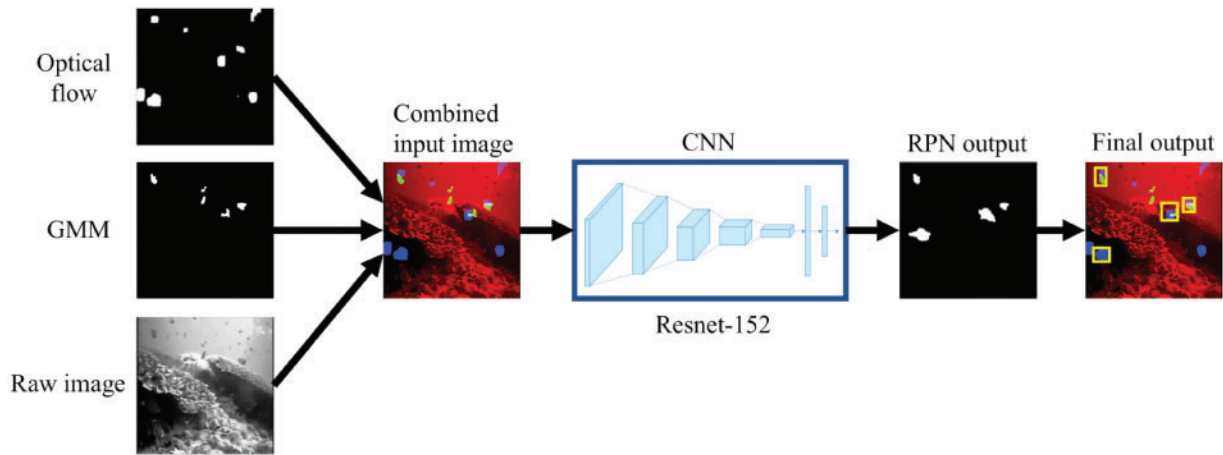 Optical
flow
GMM
Raw image
Combined
input image
CNN
Resnet-152
RPN output
Final output